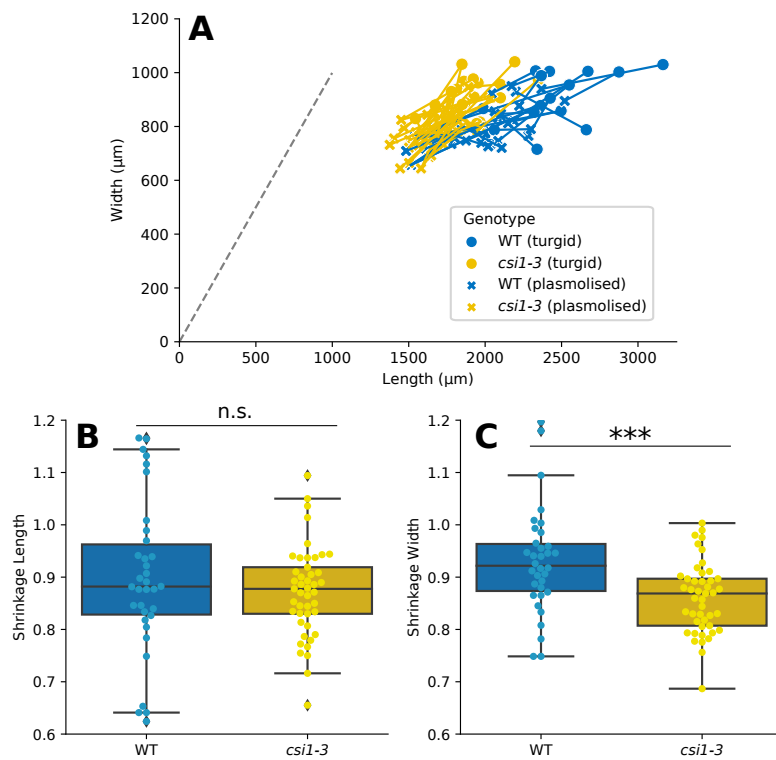 A
1200
1000
800
600
400
200
0
Width (µm)
0
500
1000
1500
2000
2500
3000
Length (µm)
Genotype
WT (turgid)
csi1-3 (turgid)
WT (plasmolised)
csi1-3 (plasmolised)
B
n.s.
1.2
1.1
1.0
0.9
0.8
0.7
0.6
Shrinkage Length
WT
csi1-3
C
***
1.2
1.1
1.0
0.9
0.8
0.7
0.6
Shrinkage Width
WT
csi1-3